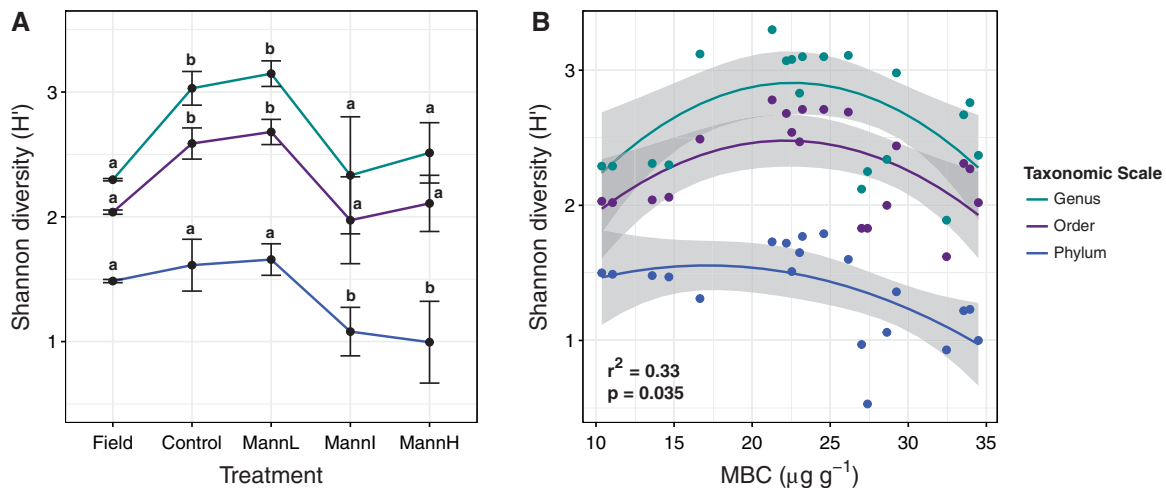 A
Shannon diversity (H')
3
2
1
a
b
b
a
a
a
b
b
a
a
a
a
a
b
b
Field
Control
MannL
MannI
MannH
Treatment
B
Shannon diversity (H')
3
2
1
r² = 0.33
p = 0.035
10
15
20
25
30
35
MBC (μg g⁻¹)
Taxonomic Scale
Genus
Order
Phylum